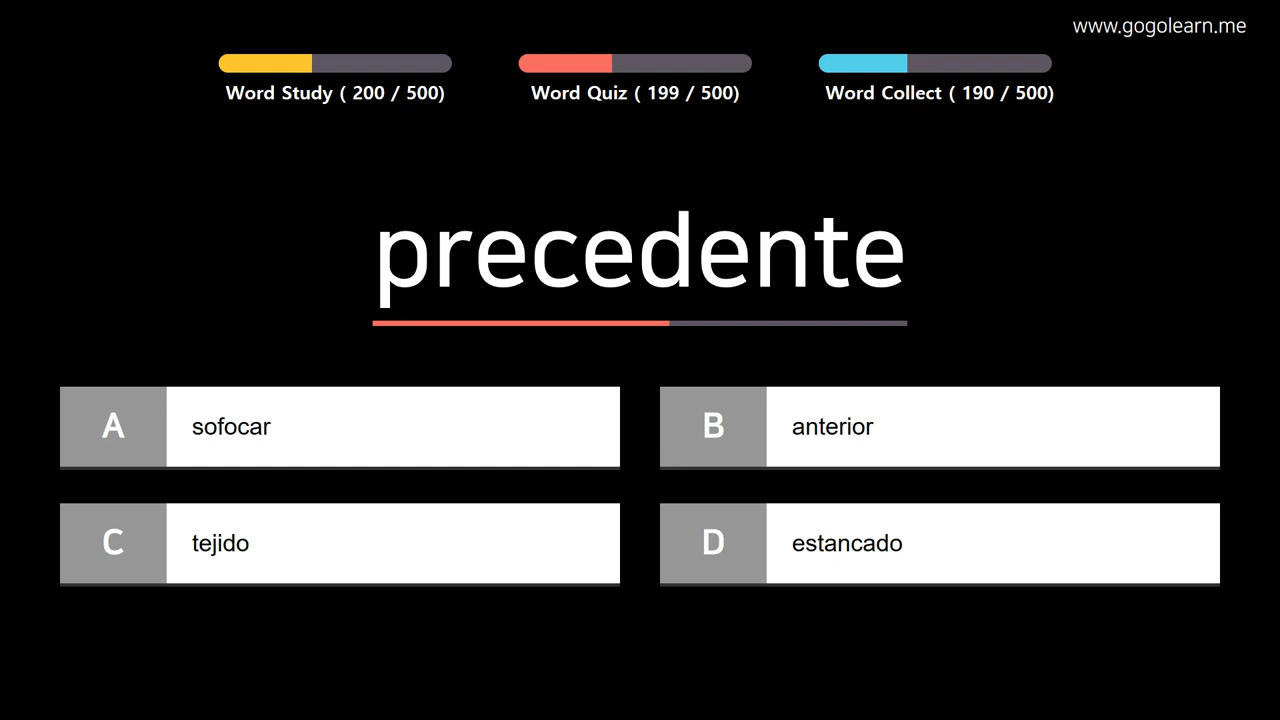 www.gogolearn.me
Word Study ( 200 / 500)
Word Quiz ( 199 / 500)
Word Collect ( 190 / 500)
precedente
A sofocar
B anterior
C tejido
D estancado